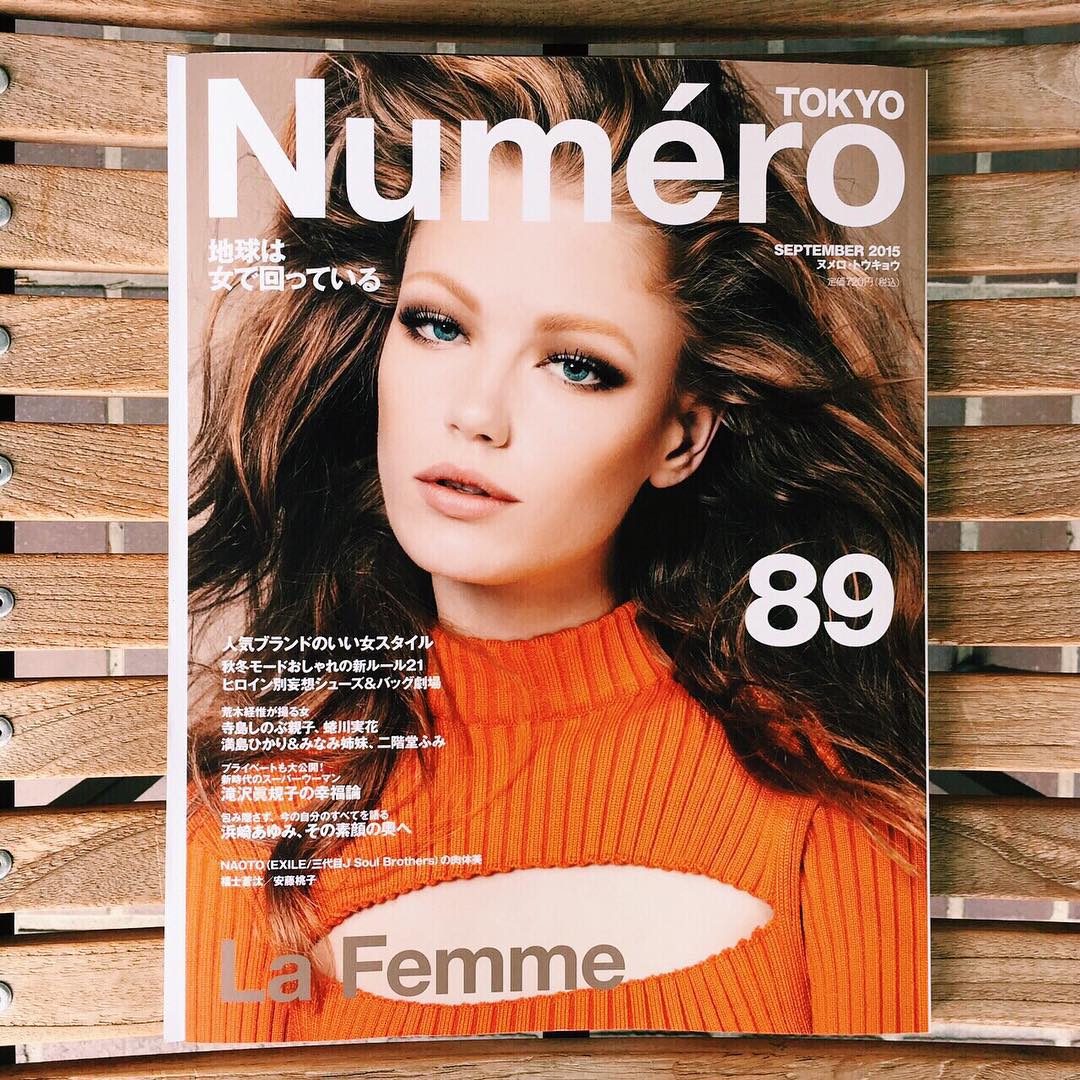 Numéro
TOKYO
地球は
女で回っている
SEPTEMBER 2015
ヌメロ・トウキョウ
定価720円(税込)
89
人気ブランドのいい女スタイル
秋冬モードおしゃれの新ルール21
ヒロイン別妄想シューズ&バッグ劇場
荒木経惟が撮る女
寺島しのぶ親子、蜷川実花
満島ひかり&みなみ姉妹、二階堂ふみ
プライベートも大公開!
新時代のスーパーウーマン
滝沢眞規子の幸福論
包み隠さず、今の自分のすべてを語る
浜崎あゆみ、その素顔の奥へ
NAOTO(EXILE/三代目J Soul Brothers)の肉体美
福士蒼汰/安藤桃子
La Femme